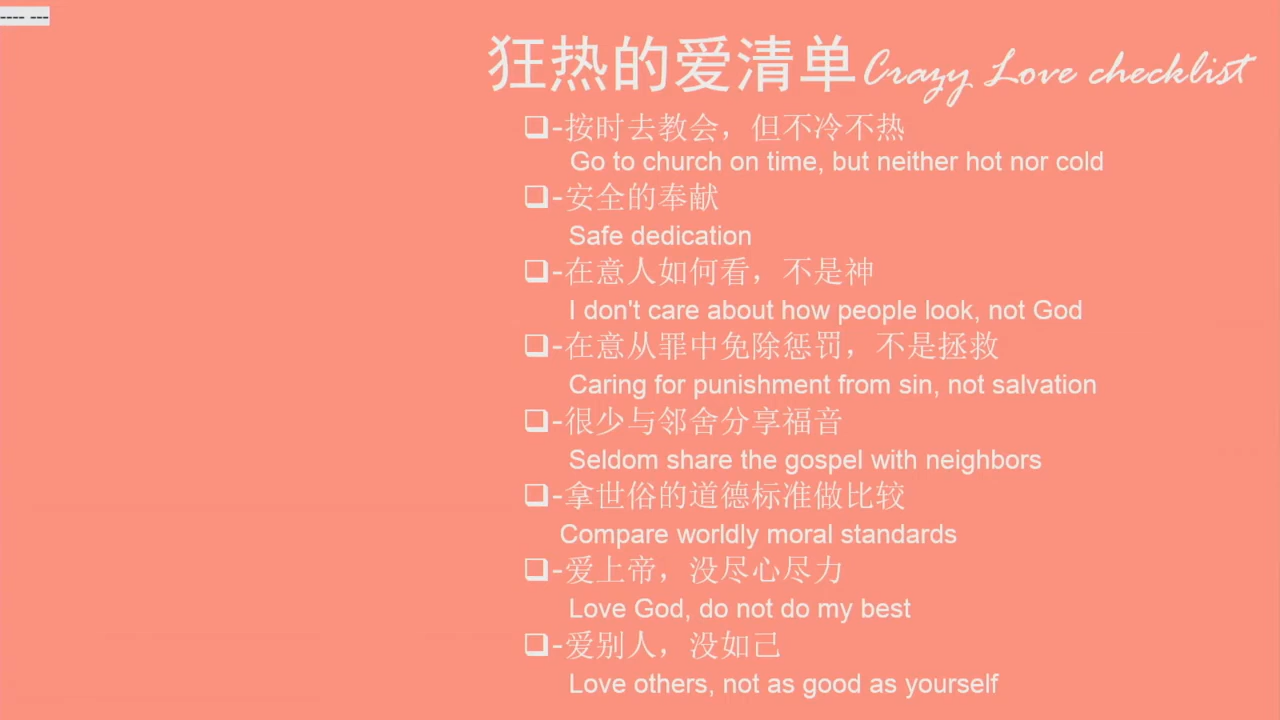 ---- ---
狂热的爱清单Crazy Love checklist
❑-按时去教会，但不冷不热
Go to church on time, but neither hot nor cold
❑-安全的奉献
Safe dedication
❑-在意人如何看，不是神
I don't care about how people look, not God
❑-在意从罪中免除惩罚，不是拯救
Caring for punishment from sin, not salvation
❑-很少与邻舍分享福音
Seldom share the gospel with neighbors
❑-拿世俗的道德标准做比较
Compare worldly moral standards
❑-爱上帝，没尽心尽力
Love God, do not do my best
❑-爱别人，没如己
Love others, not as good as yourself